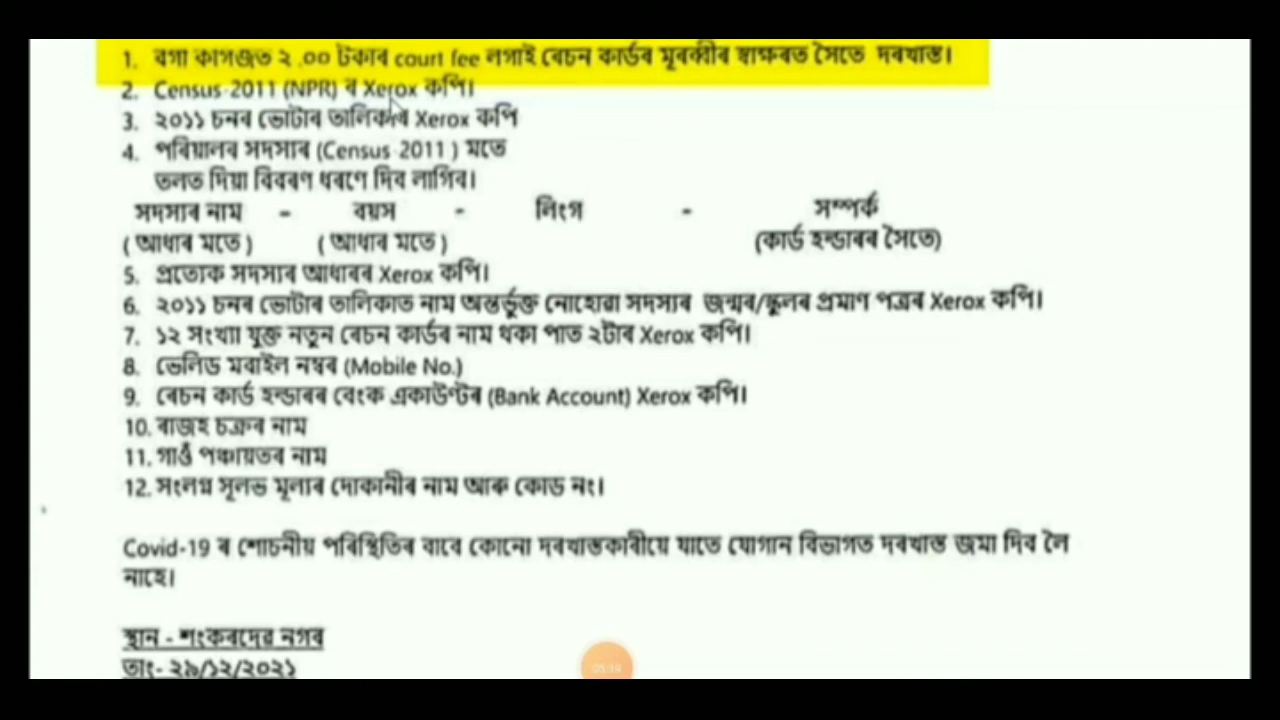 1. বগা কাগজত ২.০০ টকাৰ court fee লগাই ৰেচন কাৰ্ডৰ মূৰব্বীৰ স্বাক্ষৰত সৈতে দৰখাস্ত।
2. Census-2011 (NPR) ৰ Xerox কপি।
3. ২০১১ চনৰ ভোটাৰ তালিকাৰ Xerox কপি
4. পৰিয়ালৰ সদস্যৰ (Census-2011 ) মতে
তলত দিয়া বিৱৰণ ধৰণে দিব লাগিব।
সদস্যৰ নাম - বয়স - লিংগ - সম্পৰ্ক
( আধাৰ মতে ) ( আধাৰ মতে ) (কাৰ্ড হল্ডাৰৰ সৈতে)
5. প্ৰত্যেক সদস্যৰ আধাৰৰ Xerox কপি।
6. ২০১১ চনৰ ভোটাৰ তালিকাত নাম অন্তৰ্ভুক্ত নোহোৱা সদস্যৰ জন্মৰ/স্কুলৰ প্ৰমাণ পত্ৰৰ Xerox কপি।
7. ১২ সংখ্যা যুক্ত নতুন ৰেচন কাৰ্ডৰ নাম থকা পাত ২টাৰ Xerox কপি।
8. ভেলিড মবাইল নম্বৰ (Mobile No.)
9. ৰেচন কাৰ্ড হল্ডাৰৰ বেংক একাউণ্টৰ (Bank Account) Xerox কপি।
10. ৰাজহ চক্ৰৰ নাম
11. গাওঁ পঞ্চায়তৰ নাম
12. সংলগ্ন সূলভ মূল্যৰ দোকানীৰ নাম আৰু কোড নং।
Covid-19 ৰ শোচনীয় পৰিস্থিতিৰ বাবে কোনো দৰখাস্তকাৰীয়ে যাতে যোগান বিভাগত দৰখাস্ত জমা দিব লৈ
নাহে।
স্থান - শংকৰদেৱ নগৰ
তাং- ২৯/১২/২০২১